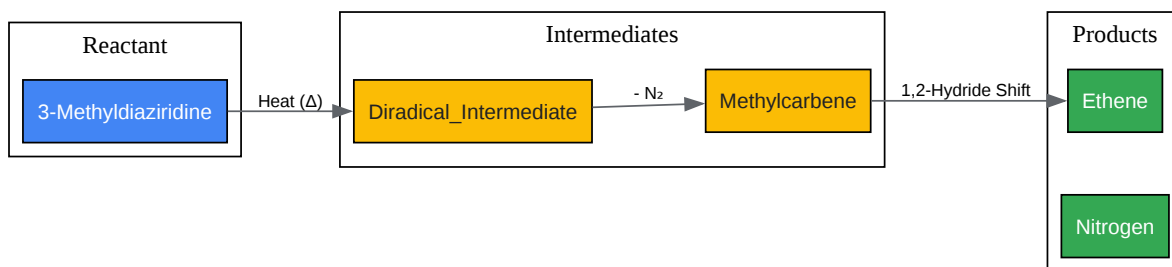 Reactant
3-Methyldiaziridine
Heat (Δ)
Intermediates
Diradical_Intermediate
- N₂
Methylcarbene
1,2-Hydride Shift
Products
Ethene
Nitrogen